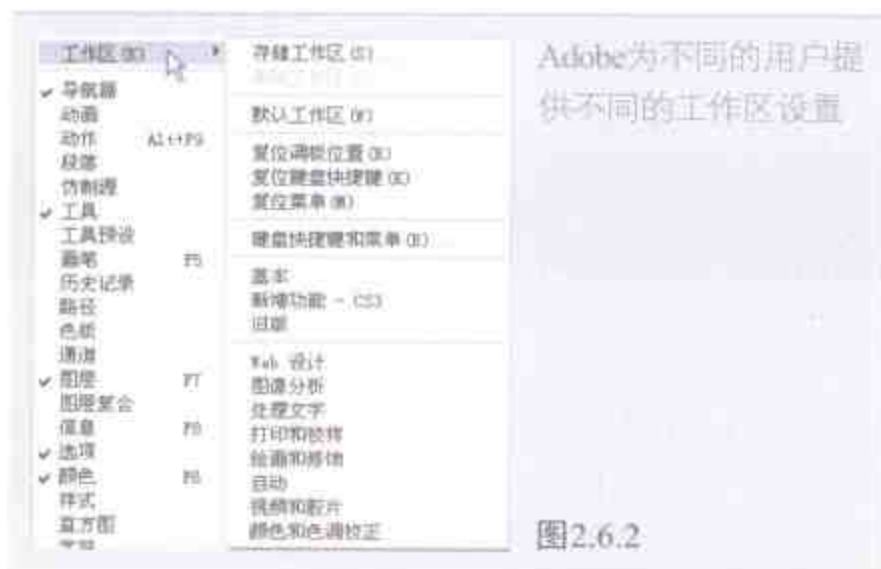 工作区(K)
✓ 导航器
动画
动作 Alt+F9
段落
仿制源
✓ 工具
工具预设
画笔 F5
历史记录
路径
色板
通道
✓ 图层 F7
图层复合
信息 F8
✓ 选项
✓ 颜色 F6
样式
直方图
存储工作区(S)
默认工作区(W)
复位调板位置(R)
复位键盘快捷键(K)
复位菜单(M)
键盘快捷键和菜单(B)
基本
新增功能 - CS3
旧版
Web 设计
图像分析
处理文字
打印和校样
绘画和修饰
自动
视频和胶片
颜色和色调校正
Adobe为不同的用户提
供不同的工作区设置
图2.6.2